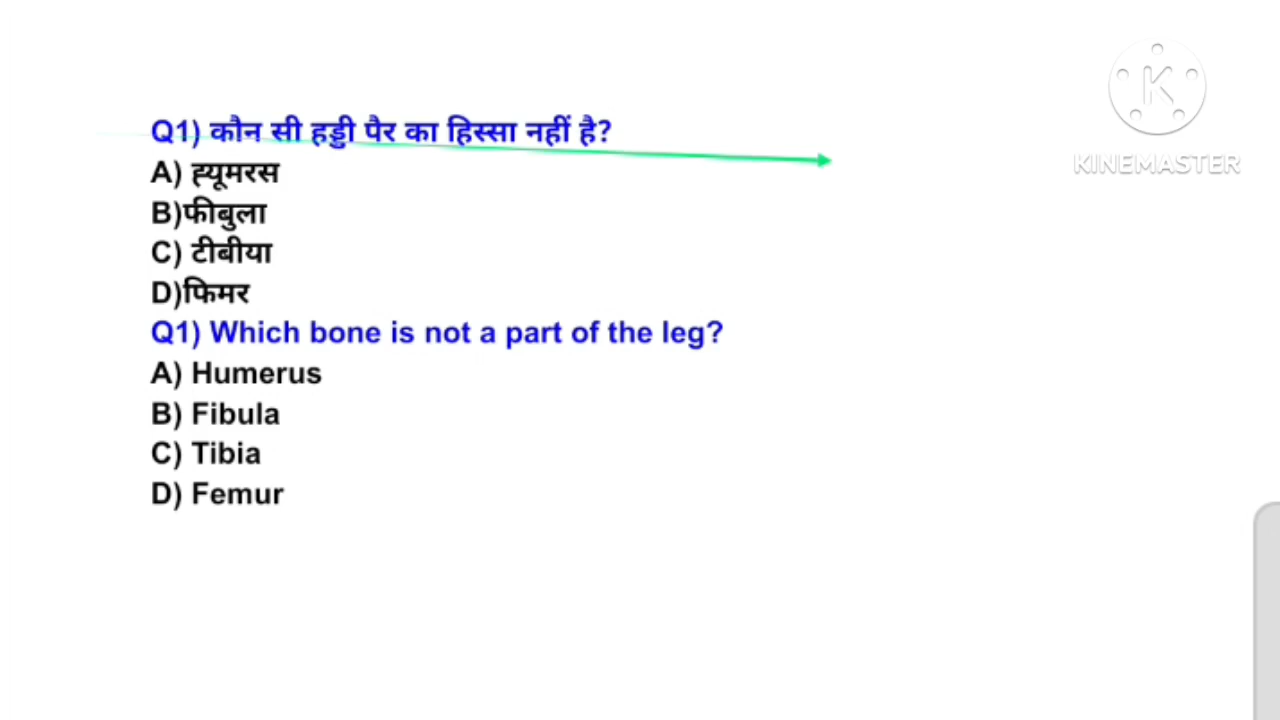 Q1) कौन सी हड्डी पैर का हिस्सा नहीं है?
A) ह्यूमरस
B)फीबुला
C) टीबीया
D)फिमर
Q1) Which bone is not a part of the leg?
A) Humerus
B) Fibula
C) Tibia
D) Femur
K
KINEMASTER